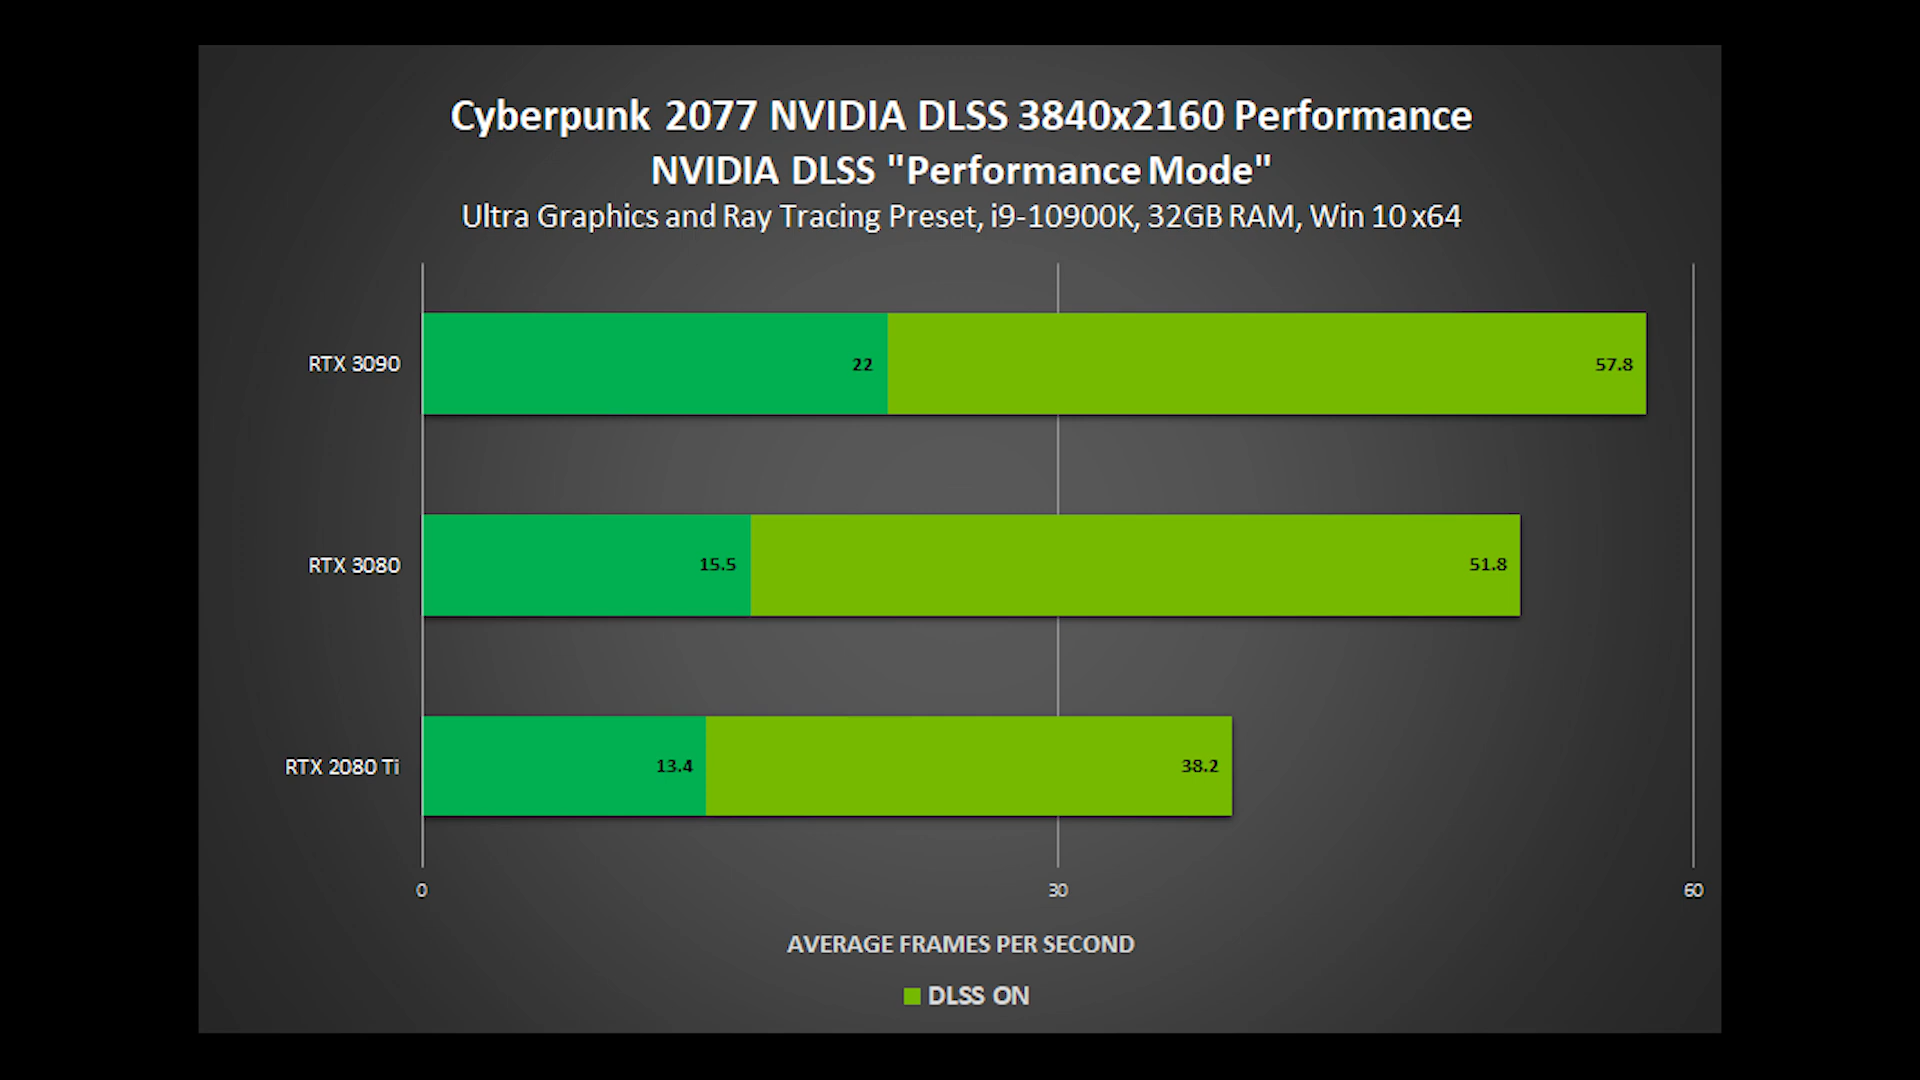 Cyberpunk 2077 NVIDIA DLSS 3840x2160 Performance
NVIDIA DLSS "Performance Mode"
Ultra Graphics and Ray Tracing Preset, i9-10900K, 32GB RAM, Win 10 x64
RTX 3090 22 57.8
RTX 3080 15.5 51.8
RTX 2080 Ti 13.4 38.2
0 30 60
AVERAGE FRAMES PER SECOND
DLSS ON